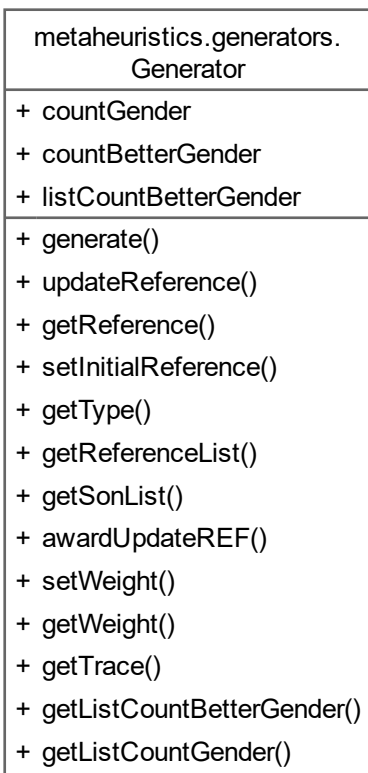 metaheuristics.generators.
Generator
+ countGender
+ countBetterGender
+ listCountBetterGender
+ generate()
+ updateReference()
+ getReference()
+ setInitialReference()
+ getType()
+ getReferenceList()
+ getSonList()
+ awardUpdateREF()
+ setWeight()
+ getWeight()
+ getTrace()
+ getListCountBetterGender()
+ getListCountGender()